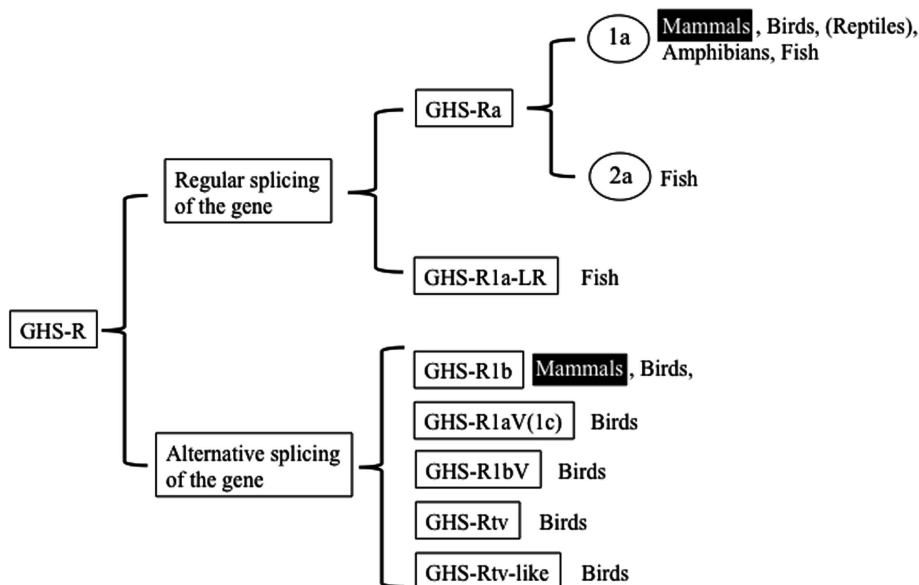 1a Mammals , Birds, (Reptiles),
Amphibians, Fish
GHS-Ra
Regular splicing
of the gene
2a Fish
GHS-R1a-LR Fish
GHS-R
GHS-R1b Mammals , Birds,
GHS-R1aV(1c) Birds
Alternative splicing
of the gene
GHS-R1bV Birds
GHS-Rtv Birds
GHS-Rtv-like Birds